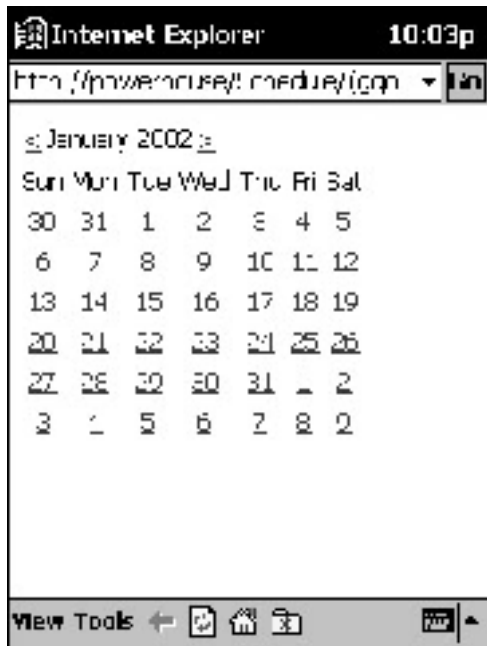 Internet Explorer 10:03p
http://powerhouse/
< January 2002 >
Sun Mon Tue Wed Thu Fri Sat
30 31 1 2 3 4 5
6 7 8 9 10 11 12
13 14 15 16 17 18 19
20 21 22 23 24 25 26
27 28 29 30 31 1 2
3 4 5 6 7 8 9
View Tools